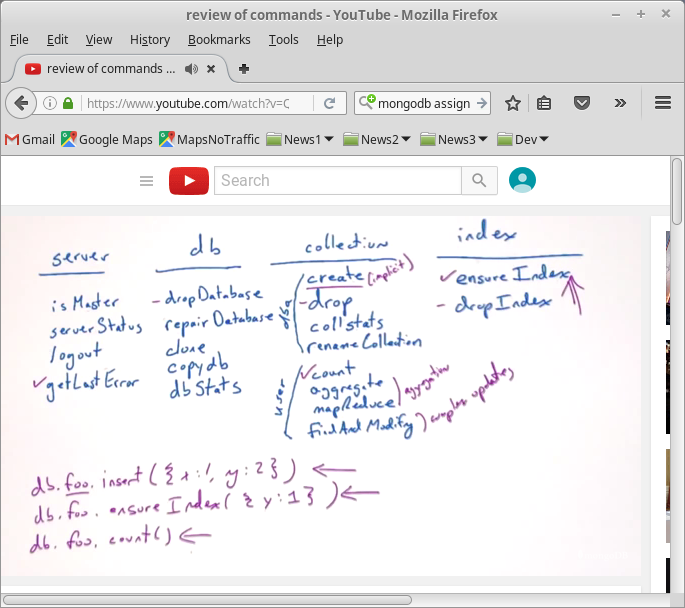 review of commands - YouTube - Mozilla Firefox
File Edit View History Bookmarks Tools Help
review of commands ...
https://www.youtube.com/watch?v=C
mongodb assign
Gmail Google Maps MapsNoTraffic News1 News2 News3 Dev
Search
server
isMaster
serverStatus
logout
getLastError
db
dropDatabase
repairDatabase
clone
copydb
dbStats
collection
create (implicit)
drop
collstats
renameCollection
user
count
aggregate
mapReduce
aggregation
findAndModify
complex updates
index
ensureIndex
dropIndex
db.foo.insert({x:1, y:2})
db.foo.ensureIndex({y:1})
db.foo.count()